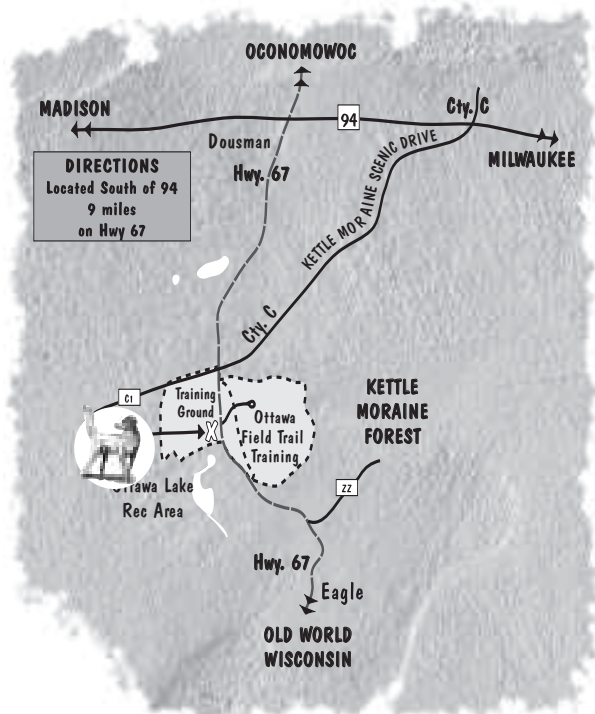 OCONOMOWOC
MADISON
Cty. C
94
Dousman
MILWAUKEE
DIRECTIONS
Located South of 94
9 miles
on Hwy 67
Hwy. 67
KETTLE MORAINE SCENIC DRIVE
Cty. C
C1
Training
Ground
KETTLE
MORAINE
FOREST
X
Ottawa
Field Trail
Training
ZZ
Ottawa Lake
Rec Area
Hwy. 67
Eagle
OLD WORLD
WISCONSIN